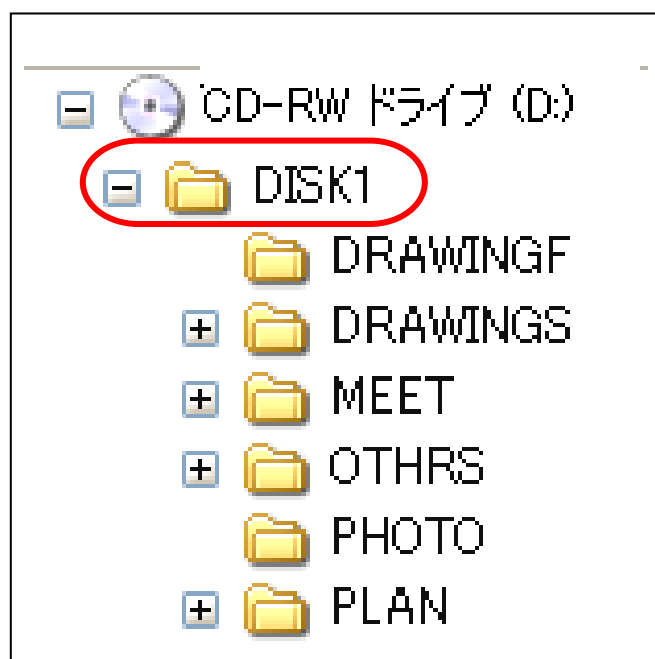 CD-RW ドライブ (D:)
DISK1
DRAWINGF
DRAWINGS
MEET
OTHRS
PHOTO
PLAN